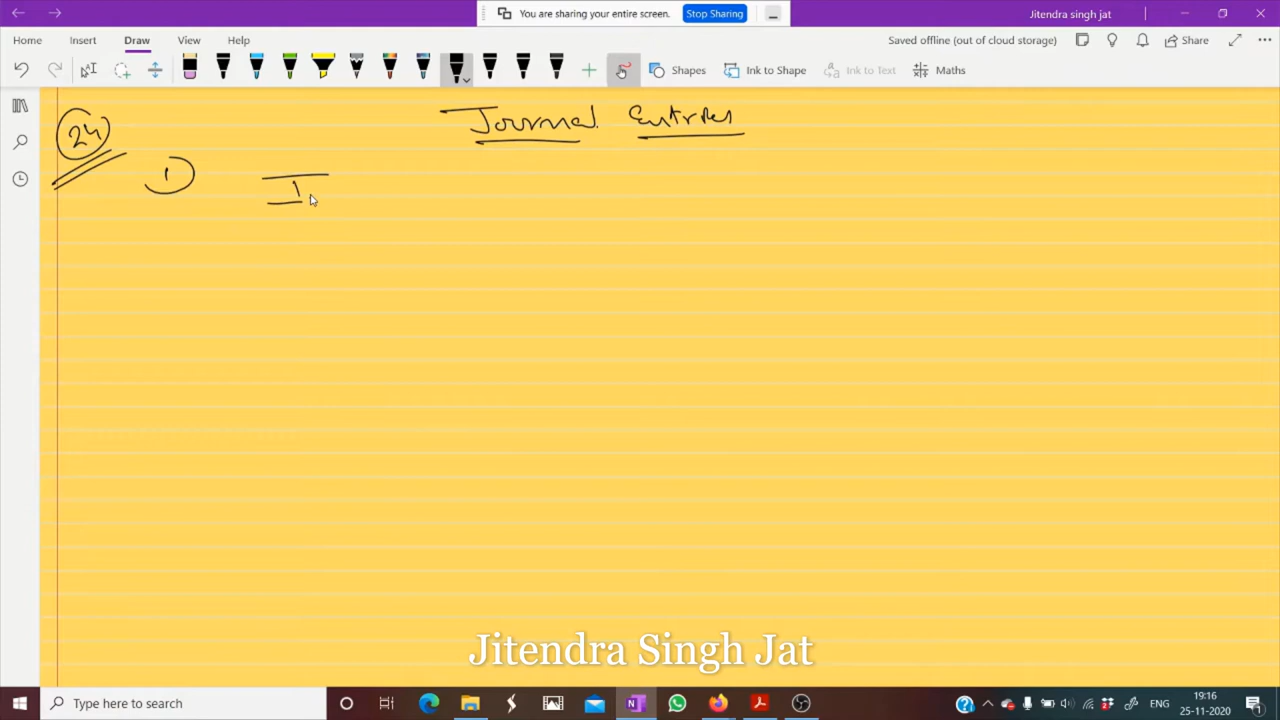 You are sharing your entire screen. Stop Sharing
Jitendra singh jat
Home Insert Draw View Help
Saved offline (out of cloud storage) Share
Shapes Ink to Shape Ink to Text Maths
24 Journal Entries
1 I
Jitendra Singh Jat
Type here to search
ENG
19:16
25-11-2020